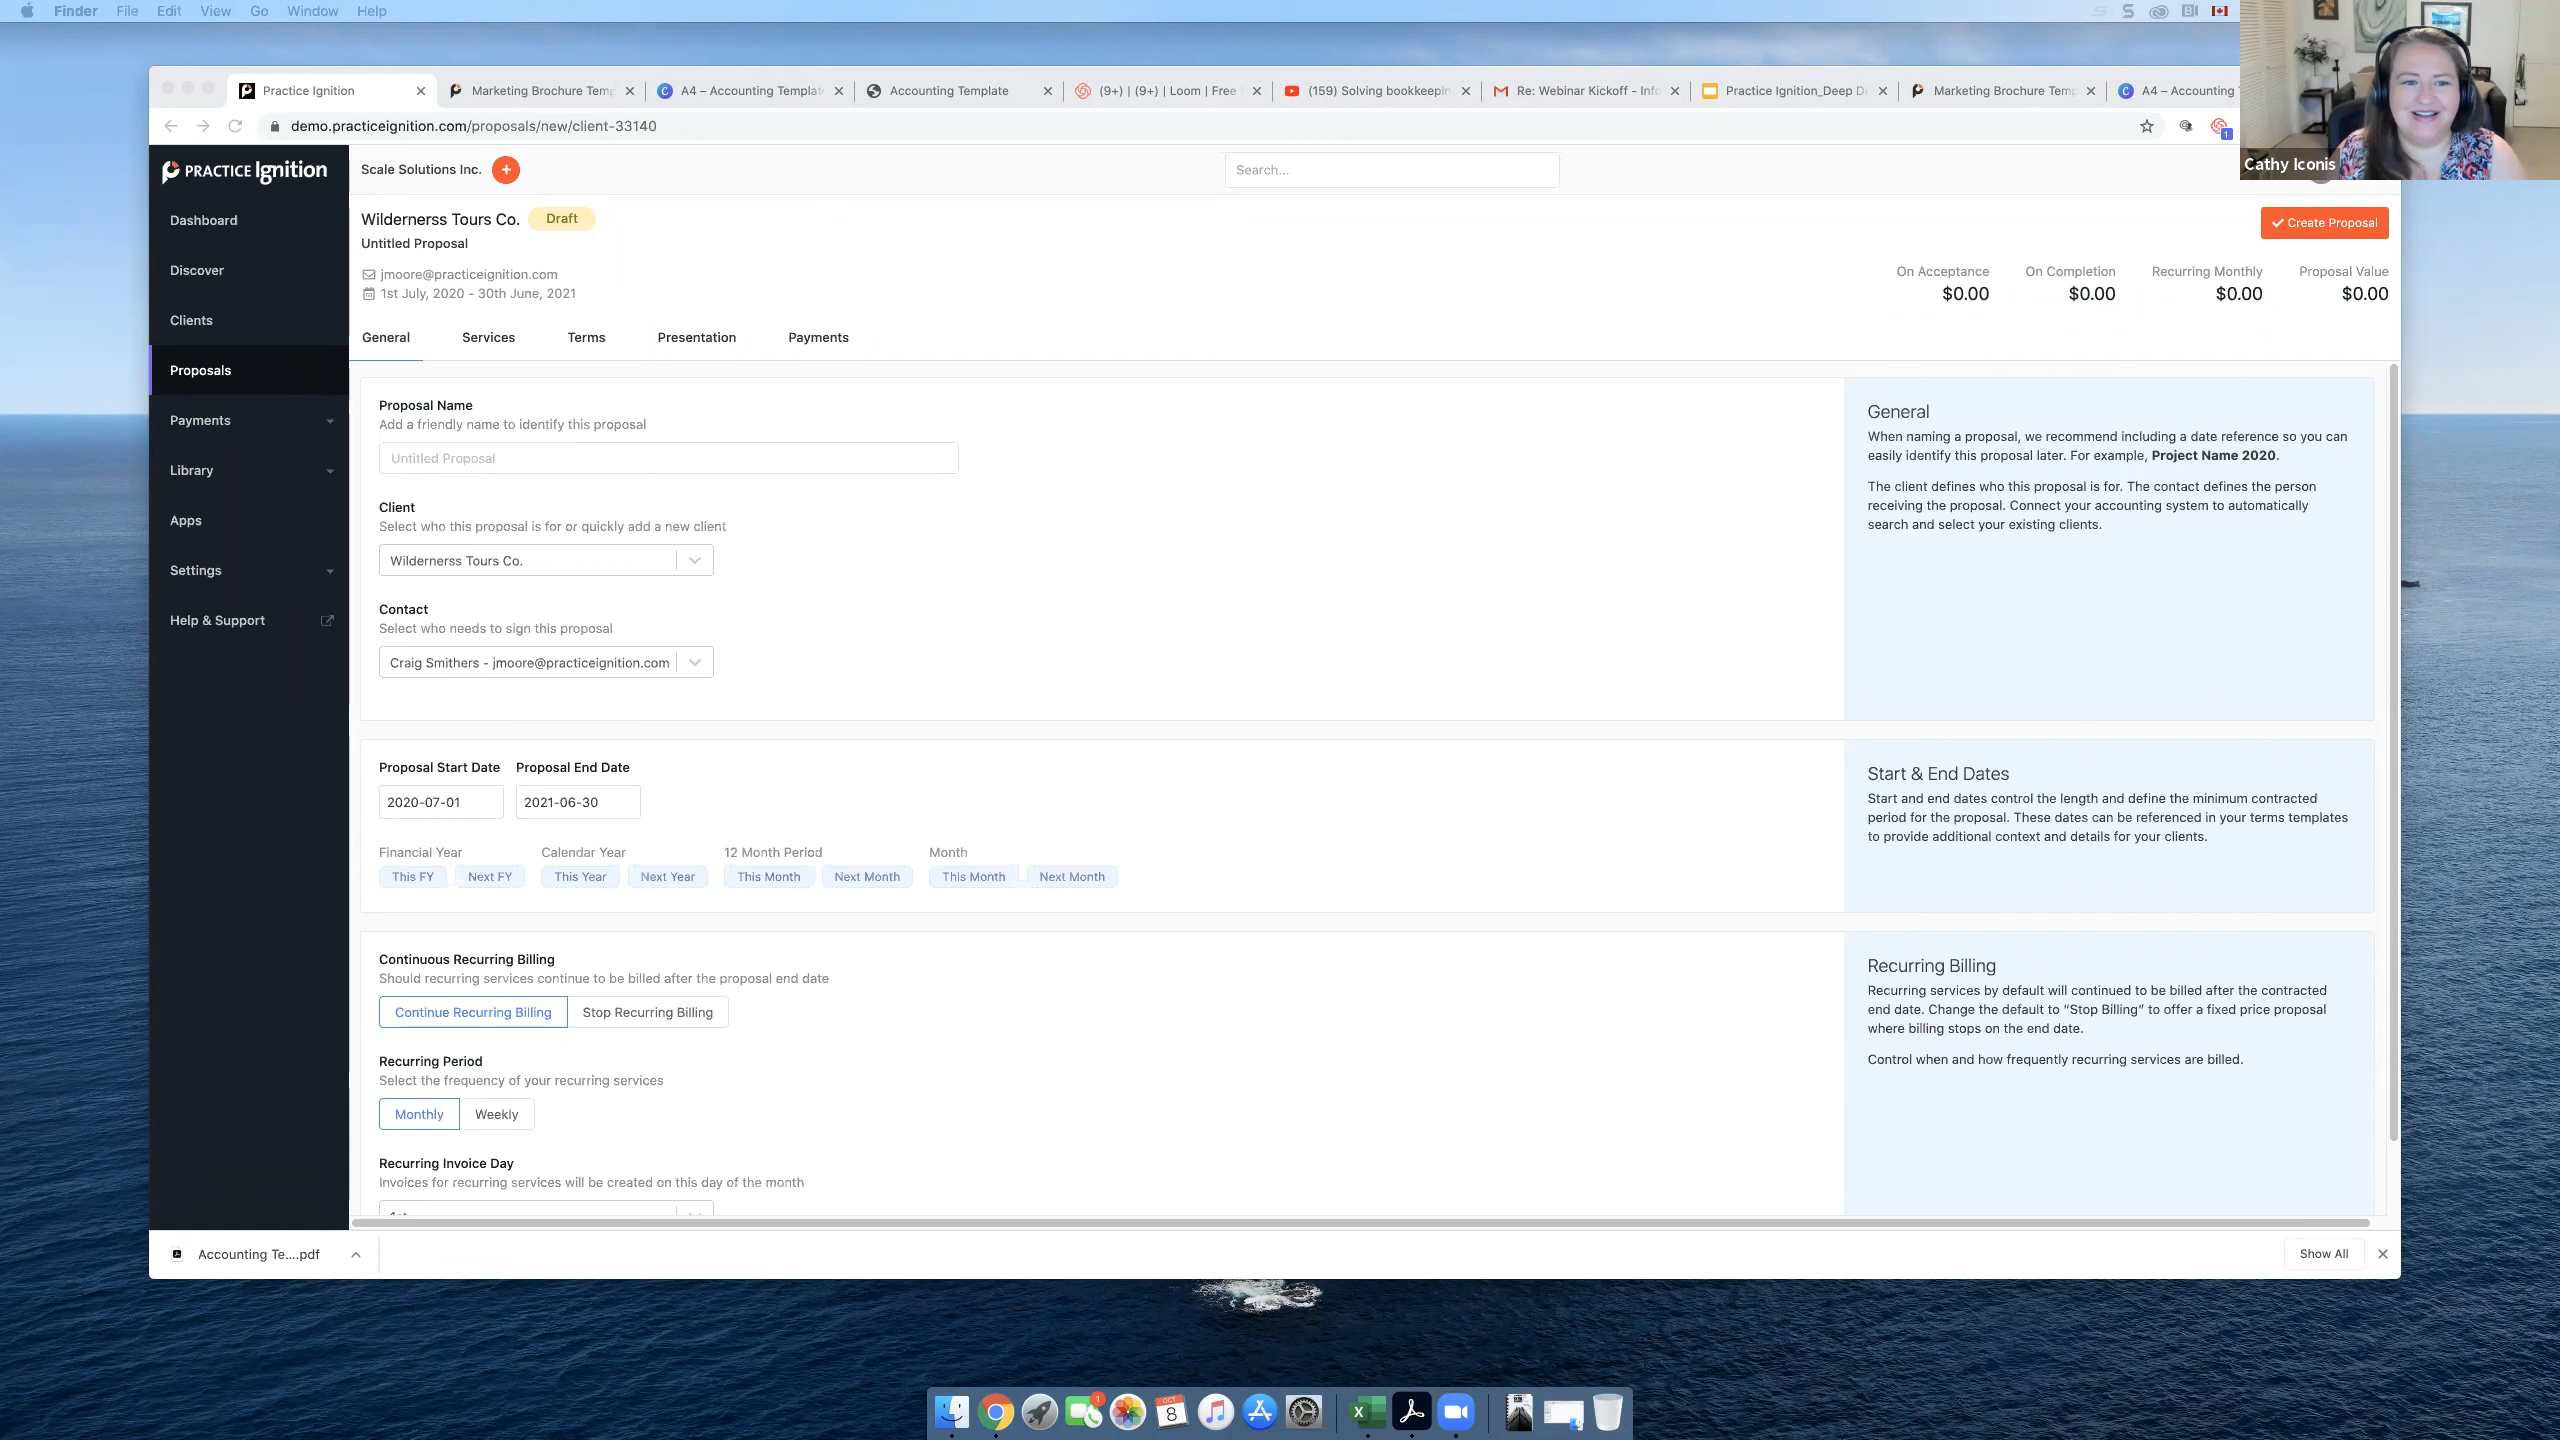 Finder File Edit View Go Window Help
Practice Ignition
Marketing Brochure Temp
A4 – Accounting Template
Accounting Template
(9+) | (9+) | Loom | Free
(159) Solving bookkeepin
Re: Webinar Kickoff - Info
Practice Ignition_Deep Di
Marketing Brochure Temp
A4 – Accounting
demo.practiceignition.com/proposals/new/client-33140
1
Cathy Iconis
PRACTICE Ignition
Scale Solutions Inc. +
Search...
Dashboard
Discover
Clients
Proposals
Payments
Library
Apps
Settings
Help & Support
Wildernerss Tours Co. Draft
Untitled Proposal
jmoore@practiceignition.com
1st July, 2020 - 30th June, 2021
Create Proposal
On Acceptance On Completion Recurring Monthly Proposal Value
$0.00 $0.00 $0.00 $0.00
General Services Terms Presentation Payments
Proposal Name
Add a friendly name to identify this proposal
Untitled Proposal
Client
Select who this proposal is for or quickly add a new client
Wildernerss Tours Co.
Contact
Select who needs to sign this proposal
Craig Smithers - jmoore@practiceignition.com
General
When naming a proposal, we recommend including a date reference so you can
easily identify this proposal later. For example, Project Name 2020.
The client defines who this proposal is for. The contact defines the person
receiving the proposal. Connect your accounting system to automatically
search and select your existing clients.
Proposal Start Date Proposal End Date
2020-07-01 2021-06-30
Financial Year Calendar Year 12 Month Period Month
This FY Next FY This Year Next Year This Month Next Month This Month Next Month
Start & End Dates
Start and end dates control the length and define the minimum contracted
period for the proposal. These dates can be referenced in your terms templates
to provide additional context and details for your clients.
Continuous Recurring Billing
Should recurring services continue to be billed after the proposal end date
Continue Recurring Billing Stop Recurring Billing
Recurring Period
Select the frequency of your recurring services
Monthly Weekly
Recurring Invoice Day
Invoices for recurring services will be created on this day of the month
1st
Recurring Billing
Recurring services by default will continued to be billed after the contracted
end date. Change the default to “Stop Billing” to offer a fixed price proposal
where billing stops on the end date.
Control when and how frequently recurring services are billed.
Accounting Te....pdf
Show All
1
OCT
8
X